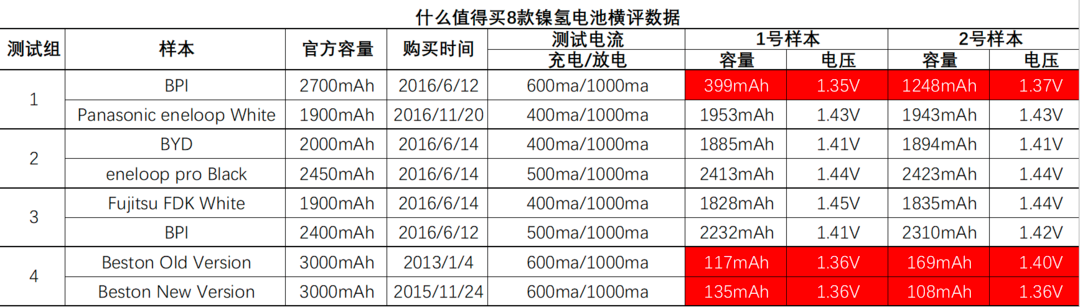 什么值得买8款镍氢电池横评数据
测试组 样本 官方容量 购买时间 测试电流 1号样本 2号样本
充电/放电 容量 电压 容量 电压
1 BPI 2700mAh 2016/6/12 600ma/1000ma 399mAh 1.35V 1248mAh 1.37V
Panasonic eneloop White 1900mAh 2016/11/20 400ma/1000ma 1953mAh 1.43V 1943mAh 1.43V
2 BYD 2000mAh 2016/6/14 400ma/1000ma 1885mAh 1.41V 1894mAh 1.41V
eneloop pro Black 2450mAh 2016/6/14 500ma/1000ma 2413mAh 1.44V 2423mAh 1.44V
3 Fujitsu FDK White 1900mAh 2016/6/14 400ma/1000ma 1828mAh 1.45V 1835mAh 1.44V
BPI 2400mAh 2016/6/12 500ma/1000ma 2232mAh 1.41V 2310mAh 1.42V
4 Beston Old Version 3000mAh 2013/1/4 600ma/1000ma 117mAh 1.36V 169mAh 1.40V
Beston New Version 3000mAh 2015/11/24 600ma/1000ma 135mAh 1.36V 108mAh 1.36V